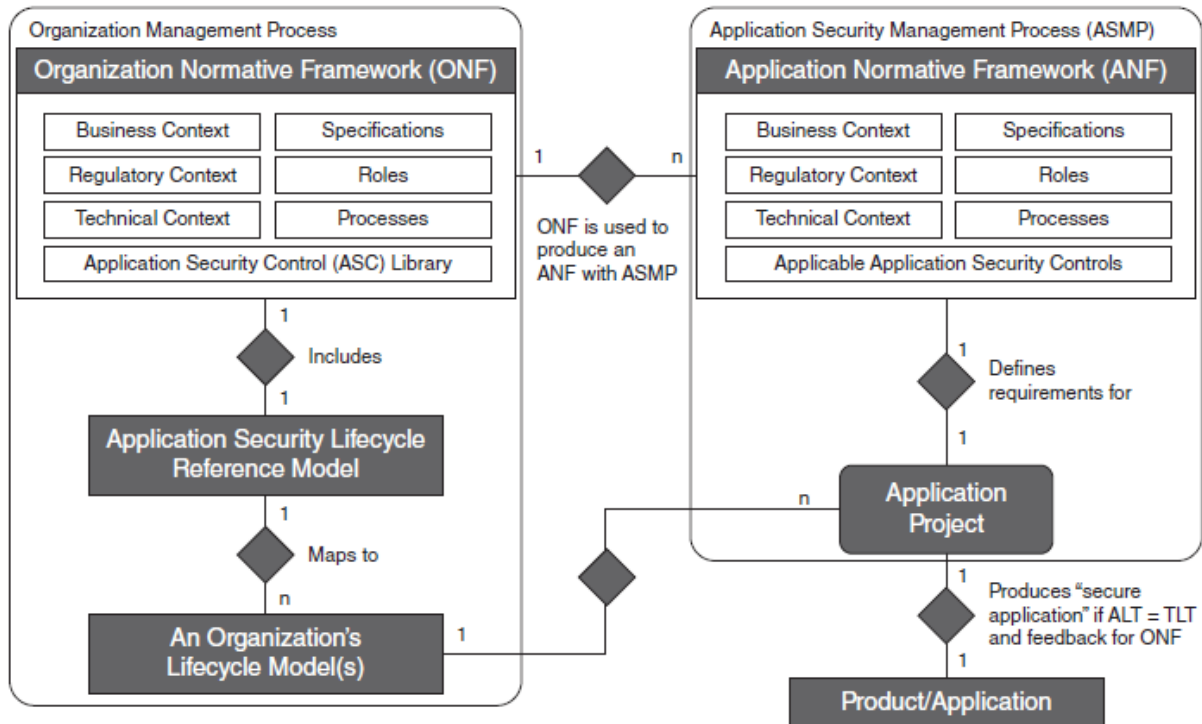 Organization Management Process
Organization Normative Framework (ONF)
Business Context
Specifications
Regulatory Context
Roles
Technical Context
Processes
Application Security Control (ASC) Library
1
n
ONF is used to
produce an
ANF with ASMP
Application Security Management Process (ASMP)
Application Normative Framework (ANF)
Business Context
Specifications
Regulatory Context
Roles
Technical Context
Processes
Applicable Application Security Controls
1
Includes
1
Application Security Lifecycle
Reference Model
1
Maps to
n
An Organization’s
Lifecycle Model(s)
1
n
1
Defines
requirements for
1
Application
Project
1
Produces “secure
application” if ALT = TLT
and feedback for ONF
1
Product/Application